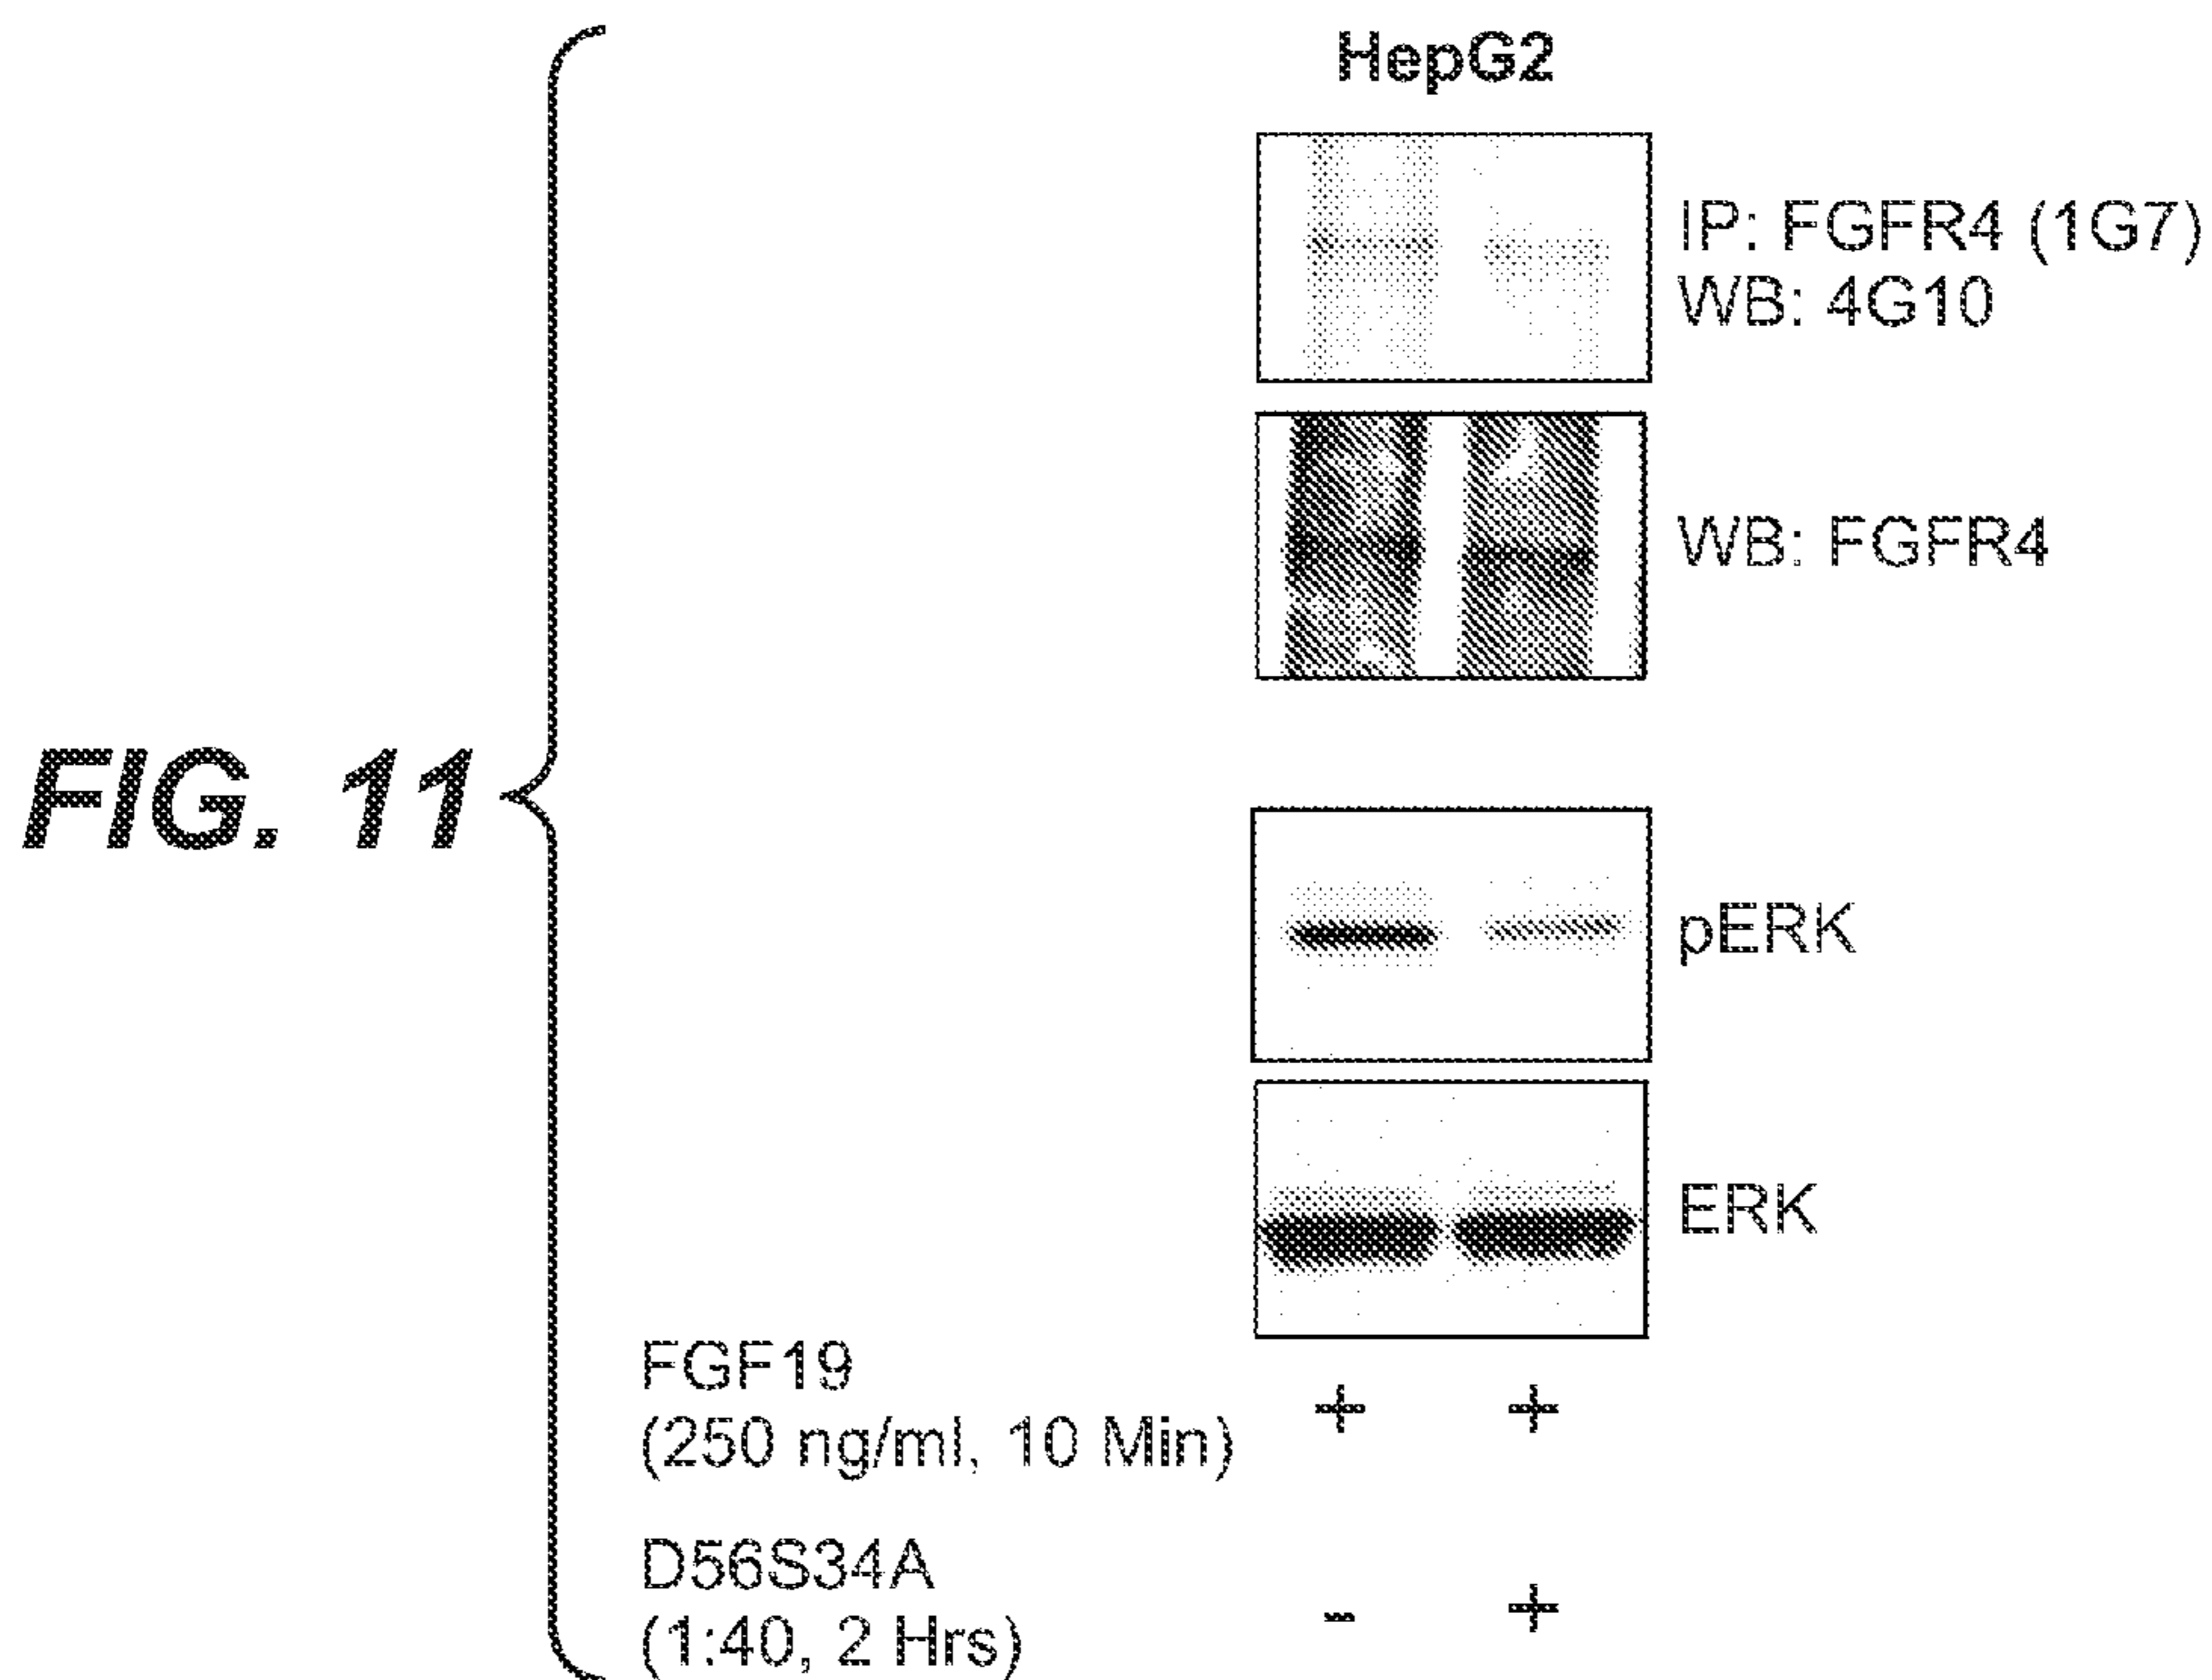 HepG2
IP: FGFR4 (1G7)
WB: 4G10
WB: FGFR4
FIG. 11
pERK
ERK
FGF19
(250 ng/ml, 10 Min) + +
D56S34A
(1:40, 2 Hrs) - +